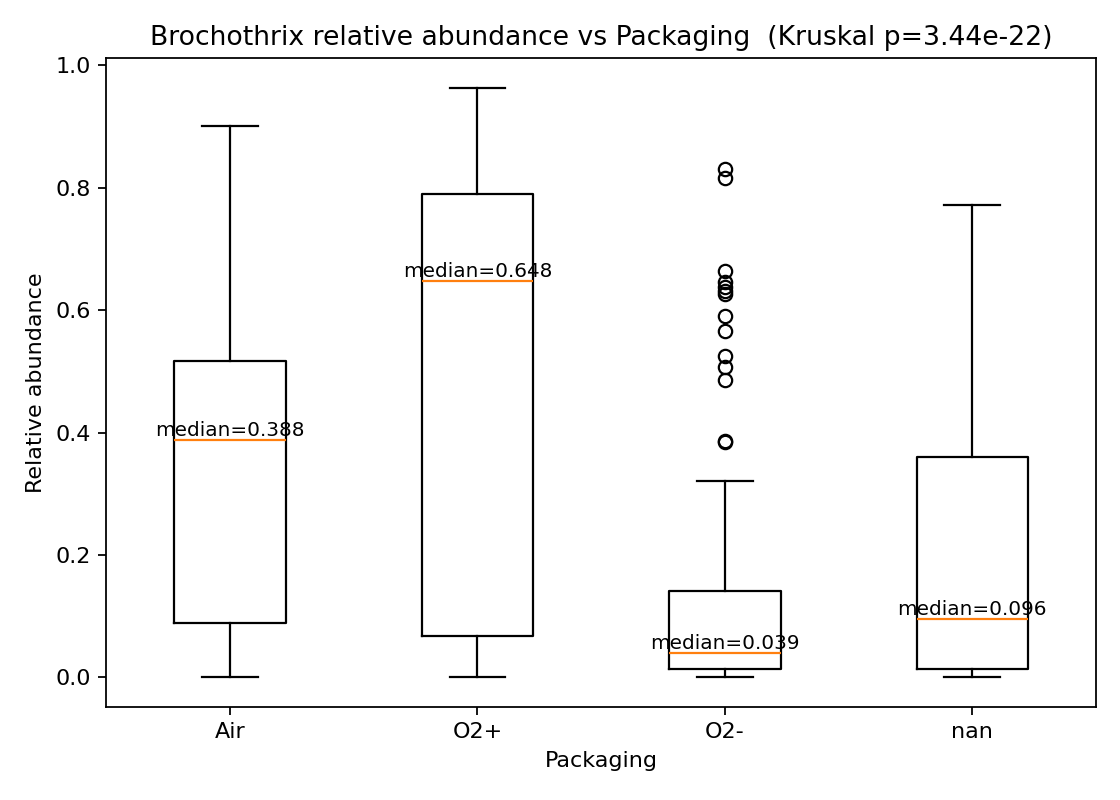 Brochothrix relative abundance vs Packaging  (Kruskal p=3.44e-22)
1.0
0.8
0.6
0.4
0.2
0.0
Relative abundance
median=0.388
median=0.648
median=0.039
median=0.096
Air
O2+
O2-
nan
Packaging